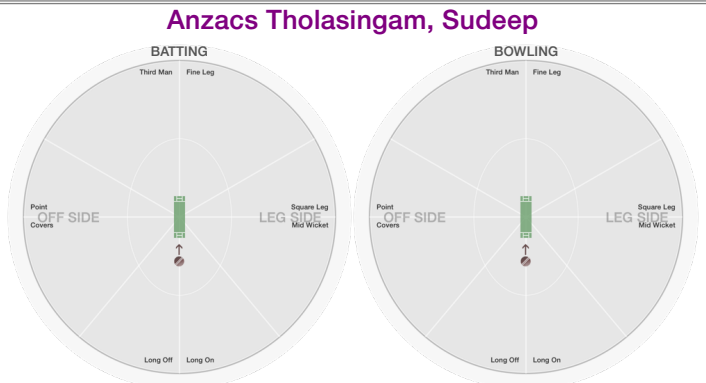 Anzacs Tholasingam, Sudeep
BATTING
Third Man Fine Leg
Point
OFF SIDE
Covers
Square Leg
LEG SIDE
Mid Wicket
Long Off Long On
BOWLING
Third Man Fine Leg
Point
OFF SIDE
Covers
Square Leg
LEG SIDE
Mid Wicket
Long Off Long On